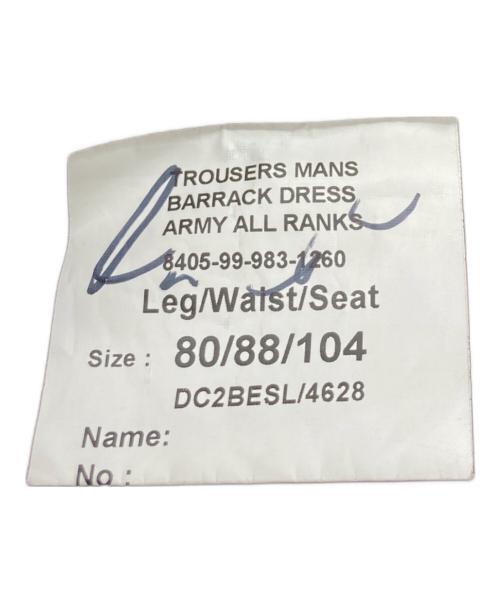 TROUSERS MANS
BARRACK DRESS
ARMY ALL RANKS
8405-99-983-1260
Leg/Waist/Seat
Size : 80/88/104
DC2BESL/4628
Name:
No :